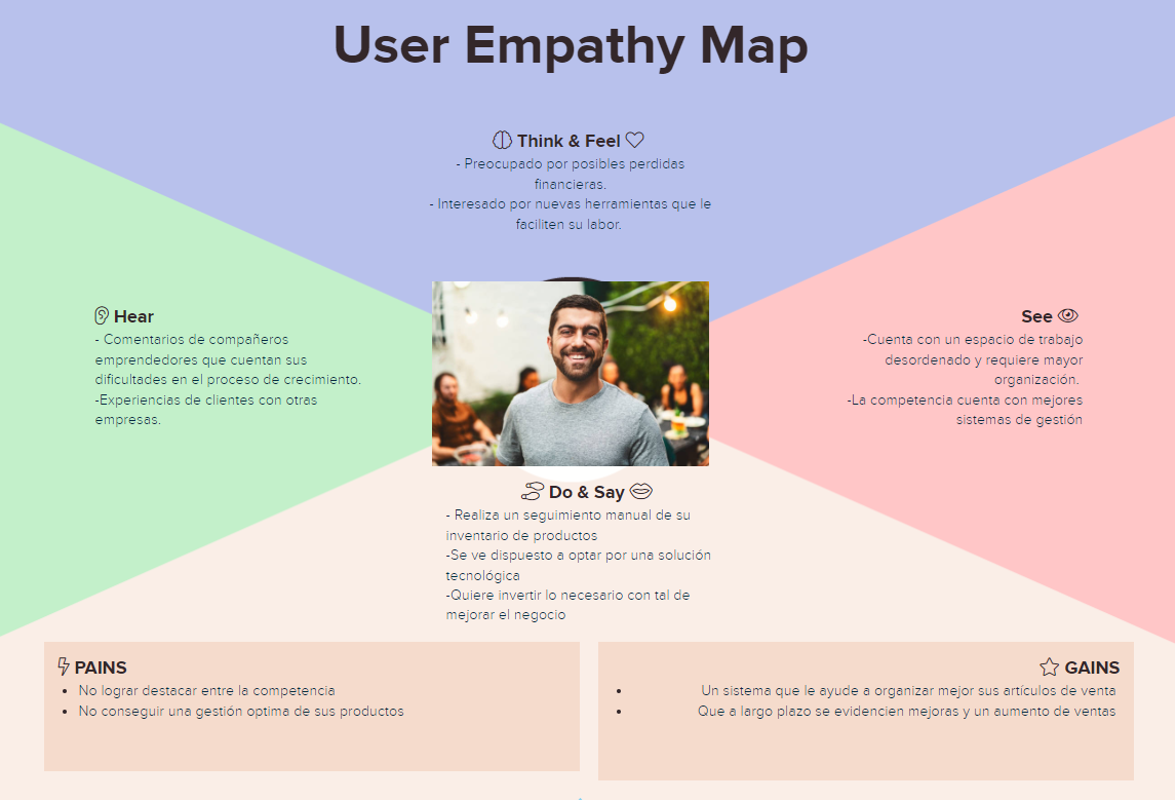 User Empathy Map
Think & Feel
- Preocupado por posibles perdidas
financieras.
- Interesado por nuevas herramientas que le
faciliten su labor.
Hear
- Comentarios de compañeros
emprendedores que cuentan sus
dificultades en el proceso de crecimiento.
-Experiencias de clientes con otras
empresas.
See
-Cuenta con un espacio de trabajo
desordenado y requiere mayor
organización.
-La competencia cuenta con mejores
sistemas de gestión
Do & Say
- Realiza un seguimiento manual de su
inventario de productos
-Se ve dispuesto a optar por una solución
tecnológica
-Quiere invertir lo necesario con tal de
mejorar el negocio
PAINS
• No lograr destacar entre la competencia
• No conseguir una gestión optima de sus productos
GAINS
• Un sistema que le ayude a organizar mejor sus artículos de venta
• Que a largo plazo se evidencien mejoras y un aumento de ventas